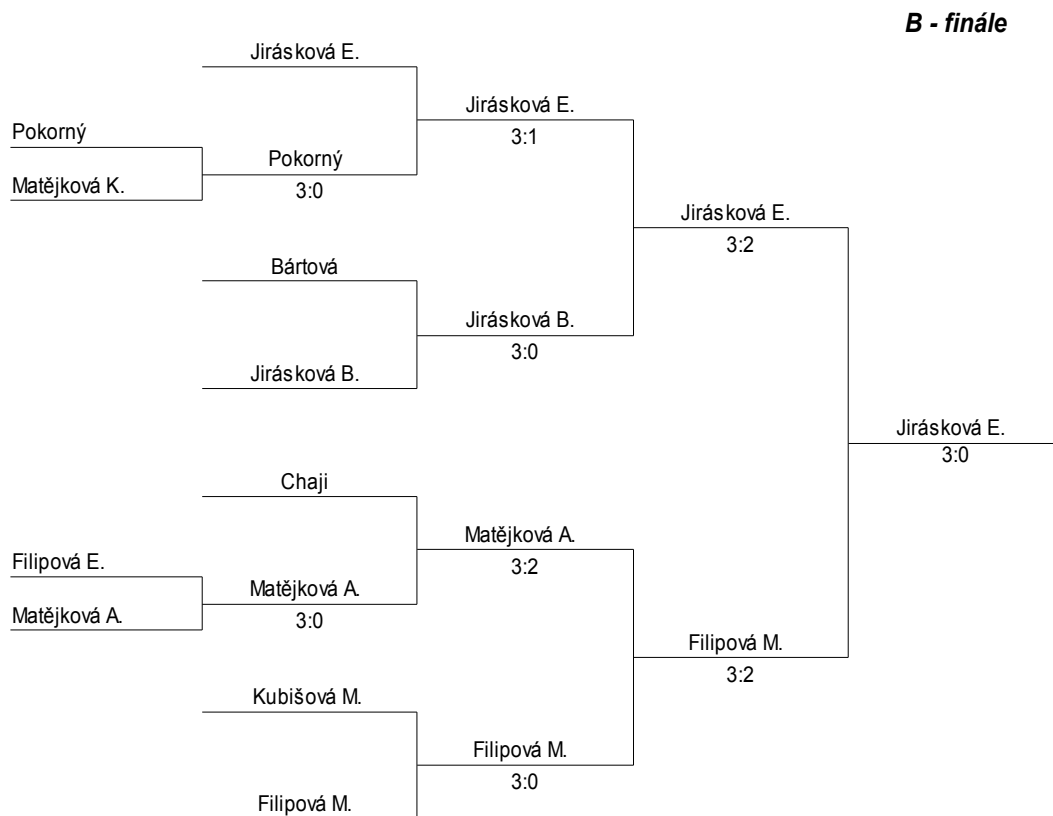 B - finále
Jirásková E.
Jirásková E.
3:1
Pokorný
Pokorný
3:0
Matějková K.
Jirásková E.
3:2
Bártová
Jirásková B.
3:0
Jirásková B.
Jirásková E.
3:0
Chaji
Matějková A.
3:2
Filipová E.
Matějková A.
3:0
Matějková A.
Filipová M.
3:2
Kubišová M.
Filipová M.
3:0
Filipová M.